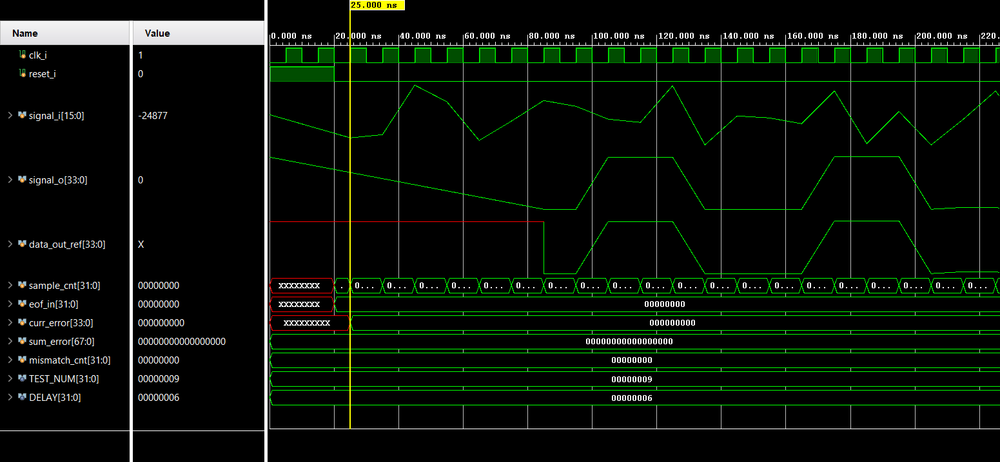 25.000 ns
Name Value
0.000 ns 20.000 ns 40.000 ns 60.000 ns 80.000 ns 100.000 ns 120.000 ns 140.000 ns 160.000 ns 180.000 ns 200.000 ns 220.
clk_i 1
reset_i 0
signal_i[15:0] -24877
signal_o[33:0] 0
data_out_ref[33:0] X
sample_cnt[31:0] 00000000 XXXXXXXX . 0... 0... 0... 0... 0... 0... 0... 0... 0... 0... 0... 0... 0... 0... 0... 0... 0... 0... 0... 0...
eof_in[31:0] 00000000 XXXXXXXX 00000000
curr_error[33:0] 000000000 XXXXXXXXX 000000000
sum_error[67:0] 00000000000000000 00000000000000000
mismatch_cnt[31:0] 00000000 00000000
TEST_NUM[31:0] 00000009 00000009
DELAY[31:0] 00000006 00000006